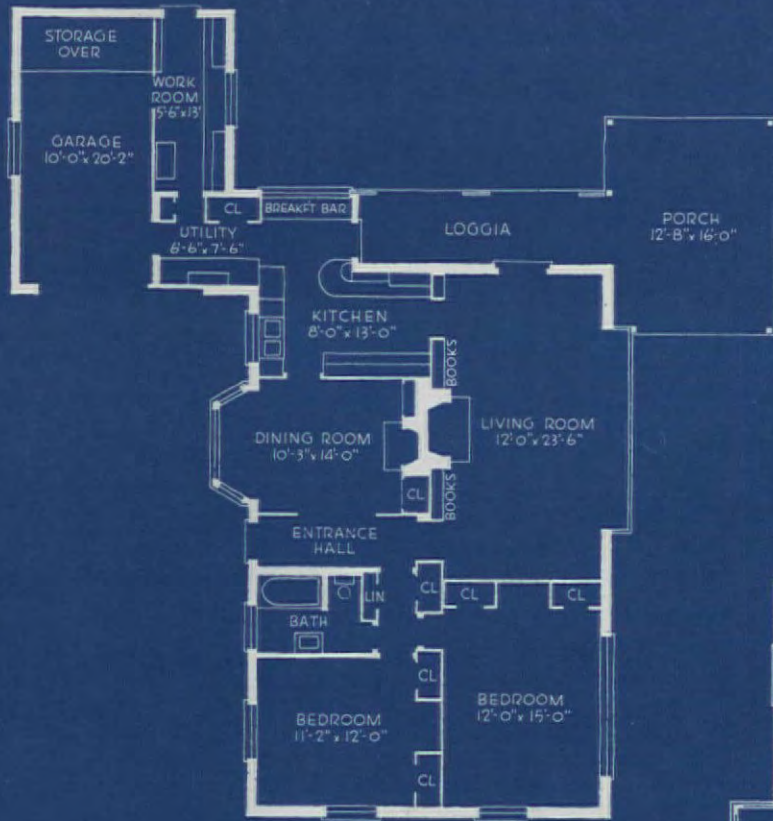 STORAGE
OVER
WORK
ROOM
5'-6"x13'
GARAGE
10'-0"x 20'-2"
CL
BREAKF'T BAR
LOGGIA
PORCH
12'-8"x 16'-0"
UTILITY
6'-6"x 7'-6"
KITCHEN
8'-0"x 13'-0"
BOOKS
DINING ROOM
10'-3"x 14'-0"
LIVING ROOM
12'-0"x 23'-6"
CL
BOOKS
ENTRANCE
HALL
LIN
CL
CL
CL
BATH
CL
BEDROOM
11'-2"x 12'-0"
BEDROOM
12'-0"x 15'-0"
CL